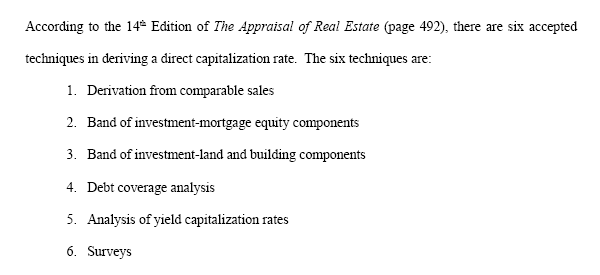 According to the 14th Edition of The Appraisal of Real Estate (page 492), there are six accepted
techniques in deriving a direct capitalization rate. The six techniques are:
1. Derivation from comparable sales
2. Band of investment-mortgage equity components
3. Band of investment-land and building components
4. Debt coverage analysis
5. Analysis of yield capitalization rates
6. Surveys